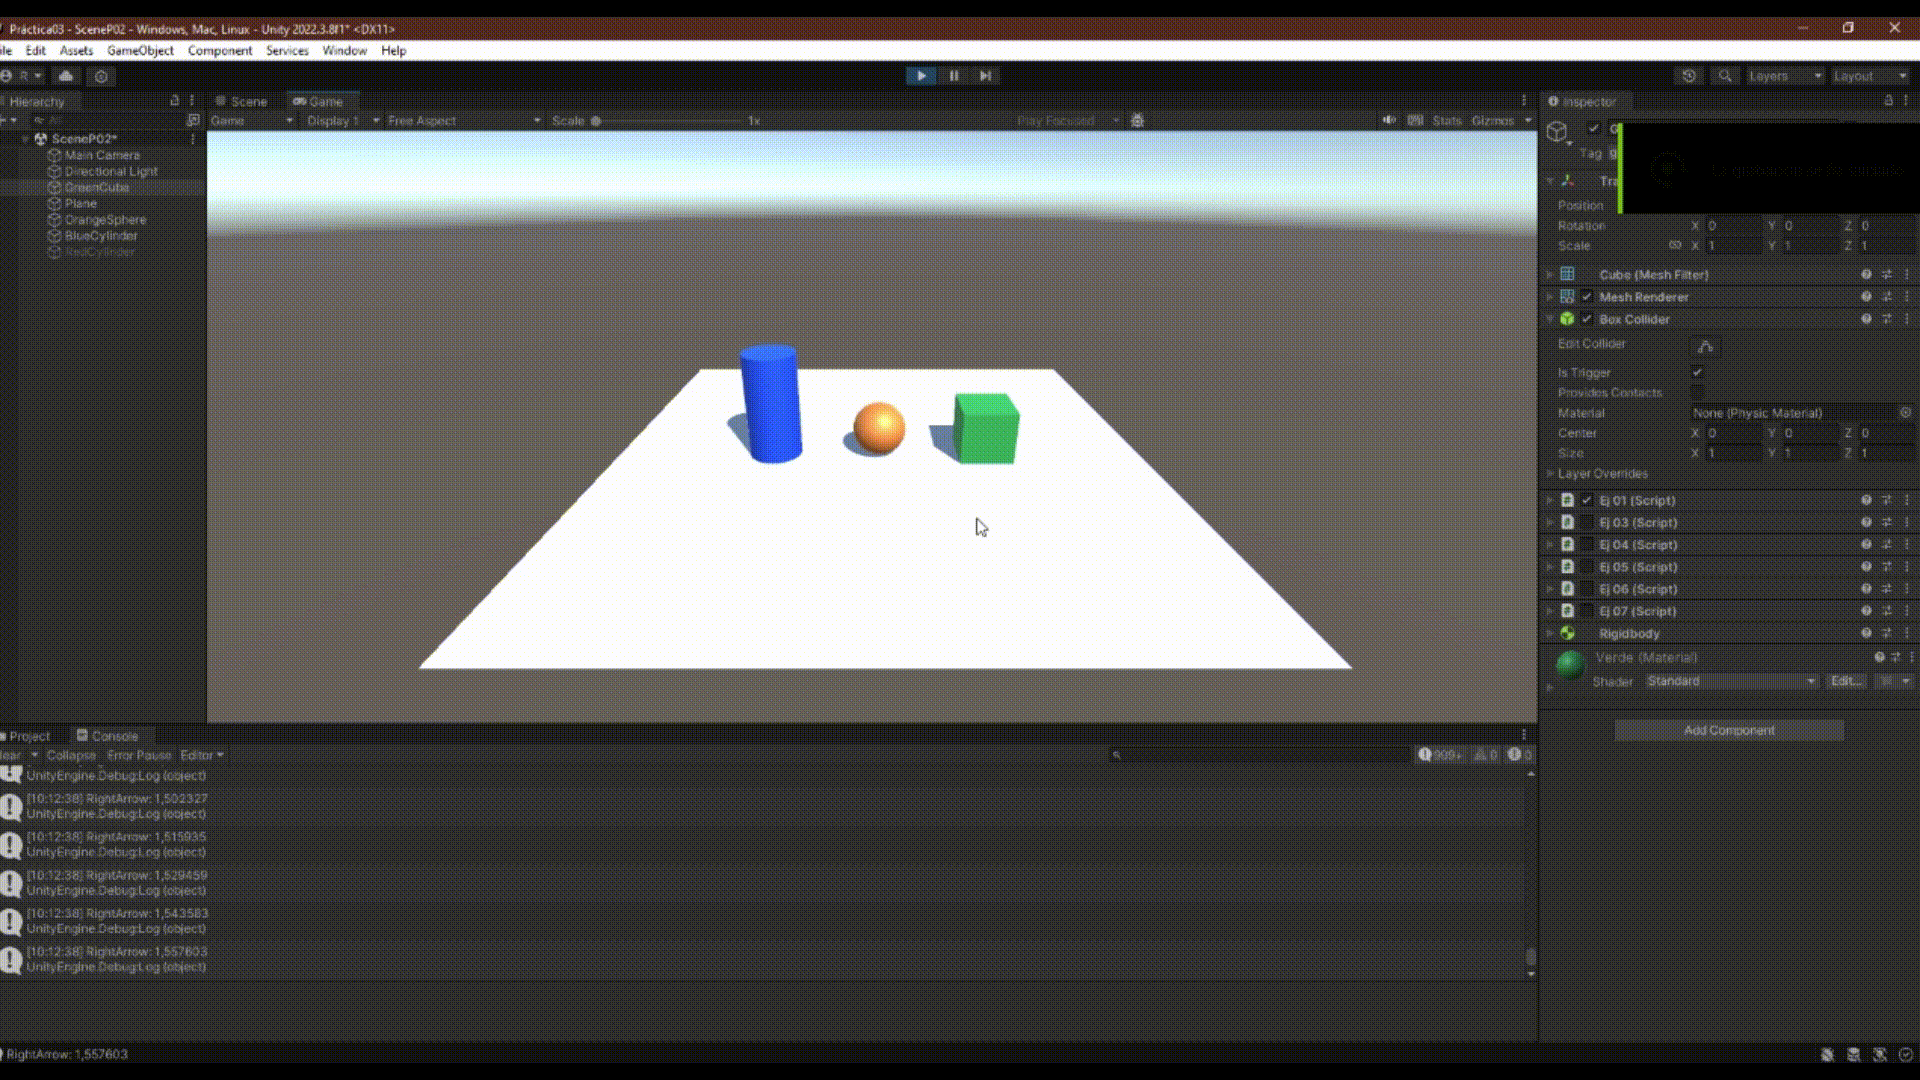 Práctica03 - SceneP02 - Windows, Mac, Linux - Unity 2022.3.8f1* <DX11>
ile Edit Assets GameObject Component Services Window Help
R Layers Layout
Hierarchy Scene Game Inspector
All Game Display 1 Free Aspect Scale 1x Play Focused Stats Gizmos
SceneP02*
Main Camera
Directional Light
GreenCube
Plane
OrangeSphere
BlueCylinder
RedCylinder
Tag g
Tra
Position
Rotation X 0 Y 0 Z 0
Scale X 1 Y 1 Z 1
Cube (Mesh Filter)
Mesh Renderer
Box Collider
Edit Collider
Is Trigger
Provides Contacts
Material None (Physic Material)
Center X 0 Y 0 Z 0
Size X 1 Y 1 Z 1
Layer Overrides
Ej 01 (Script)
Ej 03 (Script)
Ej 04 (Script)
Ej 05 (Script)
Ej 06 (Script)
Ej 07 (Script)
Rigidbody
Verde (Material)
Shader Standard Edit...
Add Component
Project Console
lear Collapse Error Pause Editor 999+ 0 0
UnityEngine.Debug:Log (object)
[10:12:38] RightArrow: 1,502327
UnityEngine.Debug:Log (object)
[10:12:38] RightArrow: 1,515935
UnityEngine.Debug:Log (object)
[10:12:38] RightArrow: 1,529459
UnityEngine.Debug:Log (object)
[10:12:38] RightArrow: 1,543583
UnityEngine.Debug:Log (object)
[10:12:38] RightArrow: 1,557603
UnityEngine.Debug:Log (object)
RightArrow: 1,557603